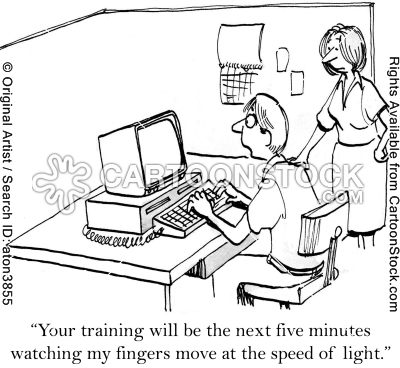 © Original Artist / Search ID: aton3855
Rights Available from CartoonStock.com
CARTOONSTOCK
.com
"Your training will be the next five minutes
watching my fingers move at the speed of light."